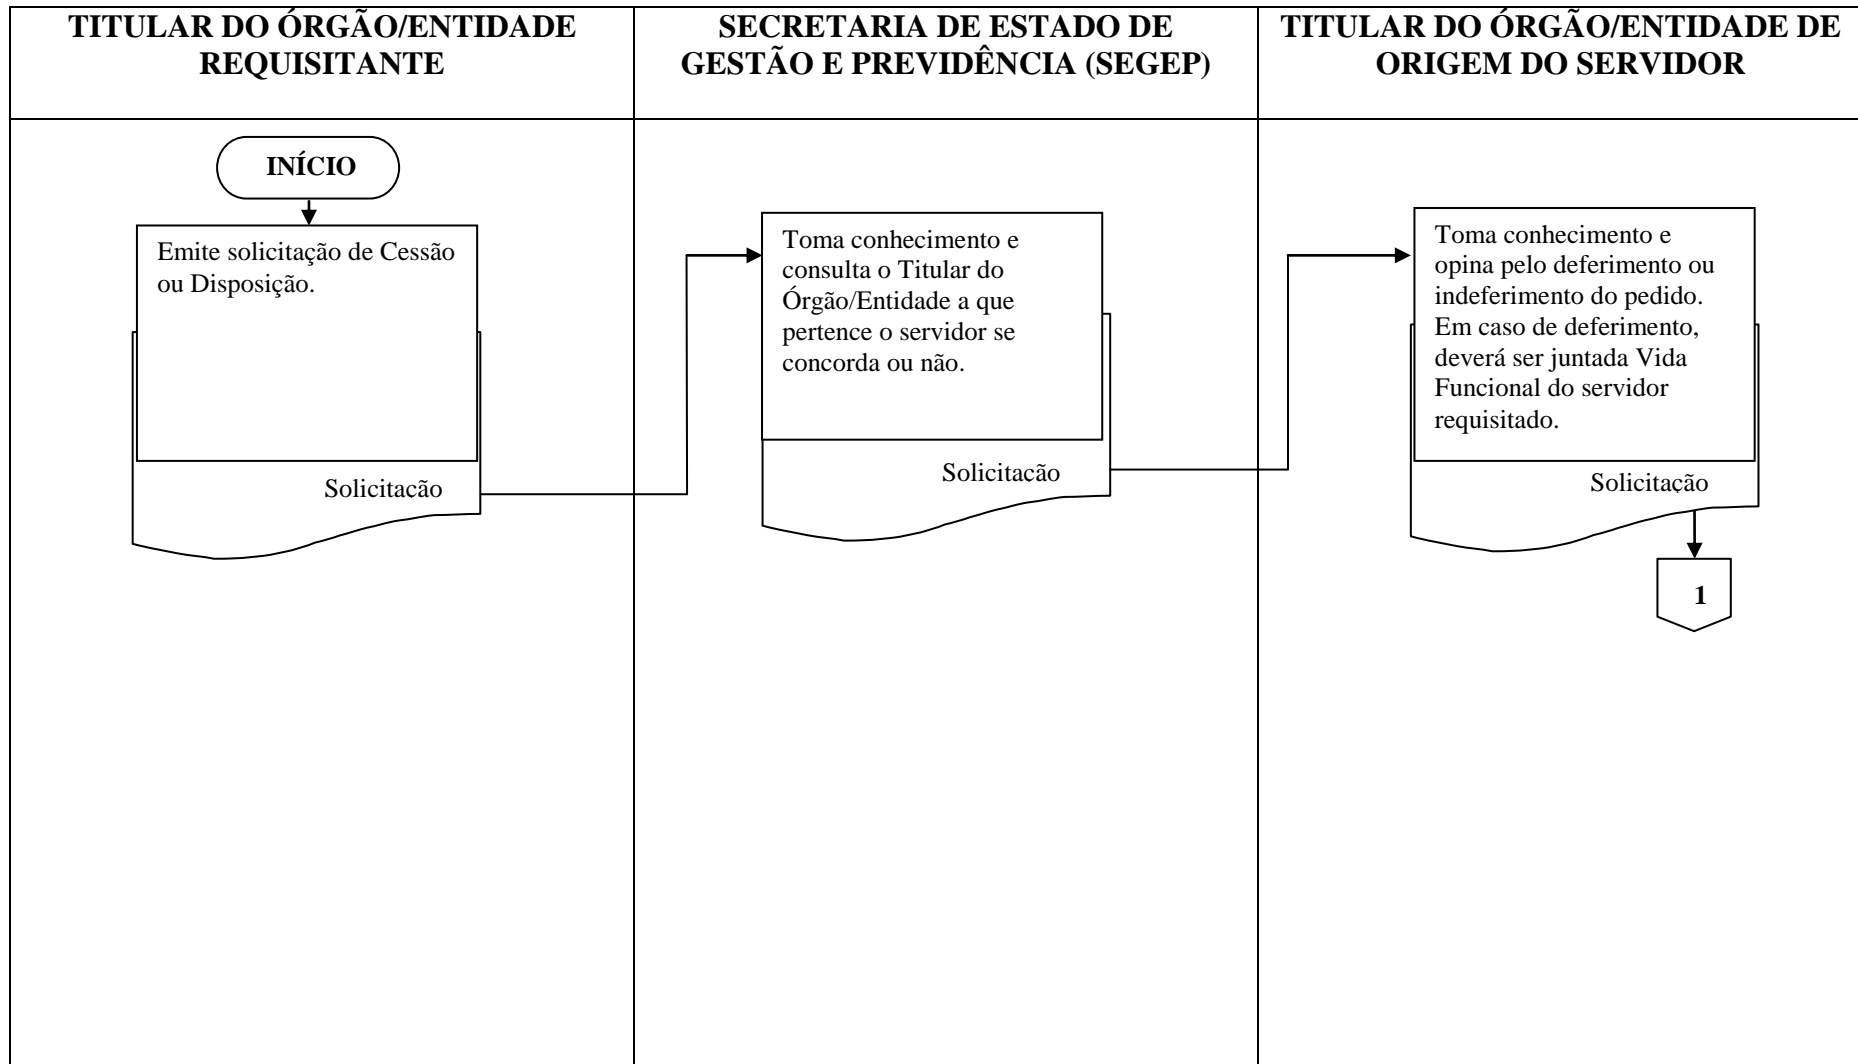 TITULAR DO ÓRGÃO/ENTIDADE
REQUISITANTE
SECRETARIA DE ESTADO DE
GESTÃO E PREVIDÊNCIA (SEGEP)
TITULAR DO ÓRGÃO/ENTIDADE DE
ORIGEM DO SERVIDOR
INÍCIO
Emite solicitação de Cessão
ou Disposição.
Solicitação
Toma conhecimento e
consulta o Titular do
Órgão/Entidade a que
pertence o servidor se
concorda ou não.
Solicitação
Toma conhecimento e
opina pelo deferimento ou
indeferimento do pedido.
Em caso de deferimento,
deverá ser juntada Vida
Funcional do servidor
requisitado.
Solicitação
1